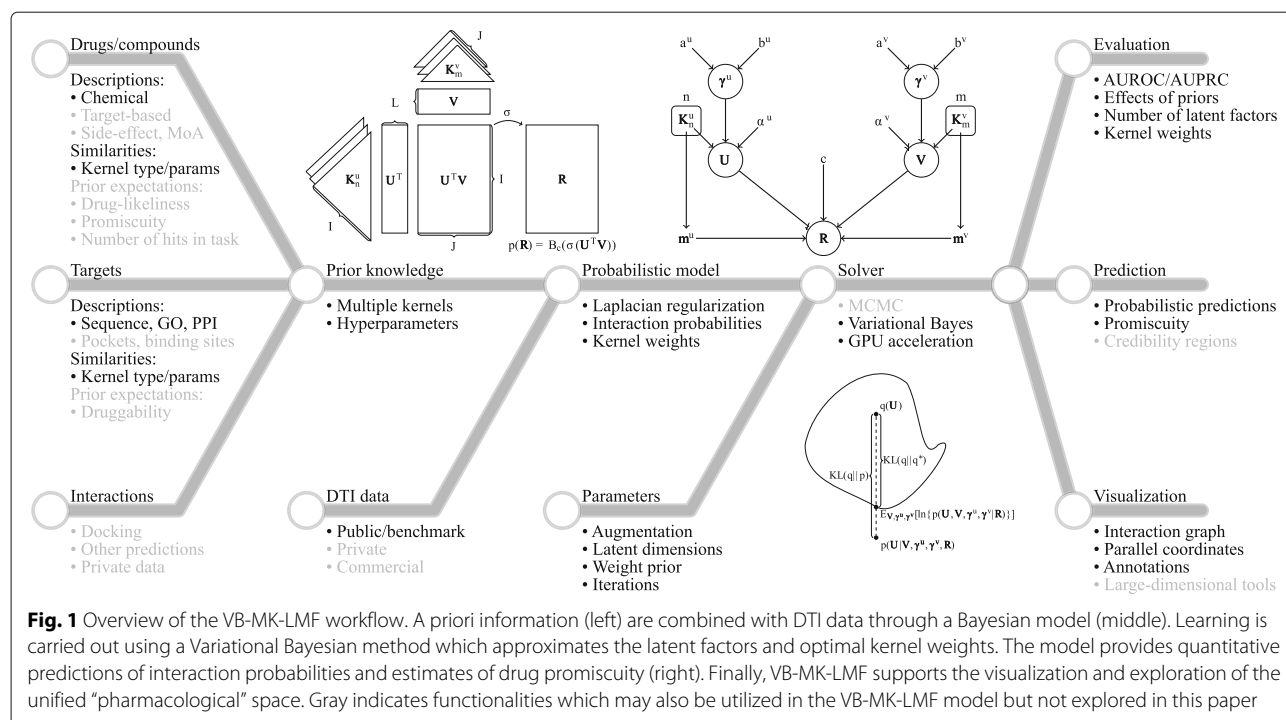 Drugs/compounds
Descriptions:
• Chemical
• Target-based
• Side-effect, MoA
Similarities:
• Kernel type/params
Prior expectations:
• Drug-likeliness
• Promiscuity
• Number of hits in task
Targets
Descriptions:
• Sequence, GO, PPI
• Pockets, binding sites
Similarities:
• Kernel type/params
Prior expectations:
• Druggability
Interactions
• Docking
• Other predictions
• Private data
J
K_m^v
L
V
σ
K_n^u
U^T
U^T V
I
R
I
J
p(R) = B_c(σ(U^T V))
Prior knowledge
• Multiple kernels
• Hyperparameters
DTI data
• Public/benchmark
• Private
• Commercial
a^u
b^u
a^v
b^v
γ^u
γ^v
n
m
K_n^u
α^u
α^v
K_m^v
U
V
c
m^u
R
m^v
Probabilistic model
• Laplacian regularization
• Interaction probabilities
• Kernel weights
Parameters
• Augmentation
• Latent dimensions
• Weight prior
• Iterations
Solver
• MCMC
• Variational Bayes
• GPU acceleration
q(U)
KL(q||q*)
KL(q||p)
E_{V,γ^u,γ^v}[ln{p(U,V,γ^u,γ^v|R)}]
p(U|V,γ^u,γ^v,R)
Evaluation
• AUROC/AUPRC
• Effects of priors
• Number of latent factors
• Kernel weights
Prediction
• Probabilistic predictions
• Promiscuity
• Credibility regions
Visualization
• Interaction graph
• Parallel coordinates
• Annotations
• Large-dimensional tools
Fig. 1 Overview of the VB-MK-LMF workflow. A priori information (left) are combined with DTI data through a Bayesian model (middle). Learning is
carried out using a Variational Bayesian method which approximates the latent factors and optimal kernel weights. The model provides quantitative
predictions of interaction probabilities and estimates of drug promiscuity (right). Finally, VB-MK-LMF supports the visualization and exploration of the
unified “pharmacological” space. Gray indicates functionalities which may also be utilized in the VB-MK-LMF model but not explored in this paper